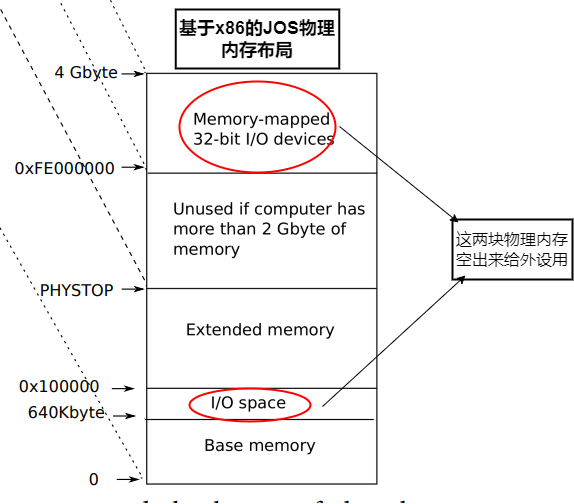 基于x86的JOS物理
内存布局
4 Gbyte
Memory-mapped
32-bit I/O devices
0xFE000000
Unused if computer has
more than 2 Gbyte of
memory
这两块物理内存
空出来给外设用
PHYSTOP
Extended memory
0x100000
I/O space
640Kbyte
Base memory
0